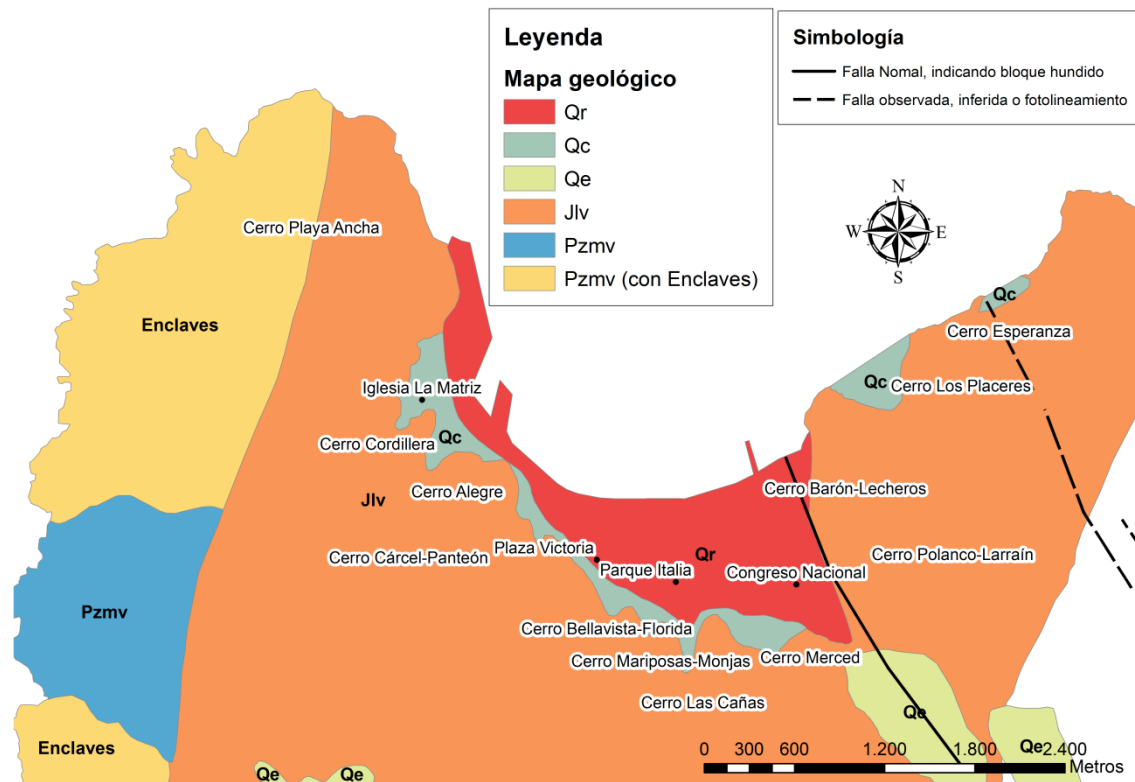 Leyenda
Mapa geológico
Qr
Qc
Qe
Jlv
Pzmv
Pzmv (con Enclaves)
Simbología
Falla Nomal, indicando bloque hundido
Falla observada, inferida o fotolineamiento
N
W E
S
Cerro Playa Ancha
Qc
Enclaves
Cerro Esperanza
Iglesia La Matriz
Qc
Cerro Los Placeres
Cerro Cordillera
Qc
Cerro Alegre
Cerro Barón-Lecheros
Jlv
Plaza Victoria
Qr
Cerro Cárcel-Panteón
Cerro Polanco-Larraín
Parque Italia
Congreso Nacional
Pzmv
Cerro Bellavista-Florida
Cerro Mariposas-Monjas
Cerro Merced
Cerro Las Cañas
Qe
Enclaves
Qe
Qe
Qe
0 300 600 1.200 1.800 2.400
Metros